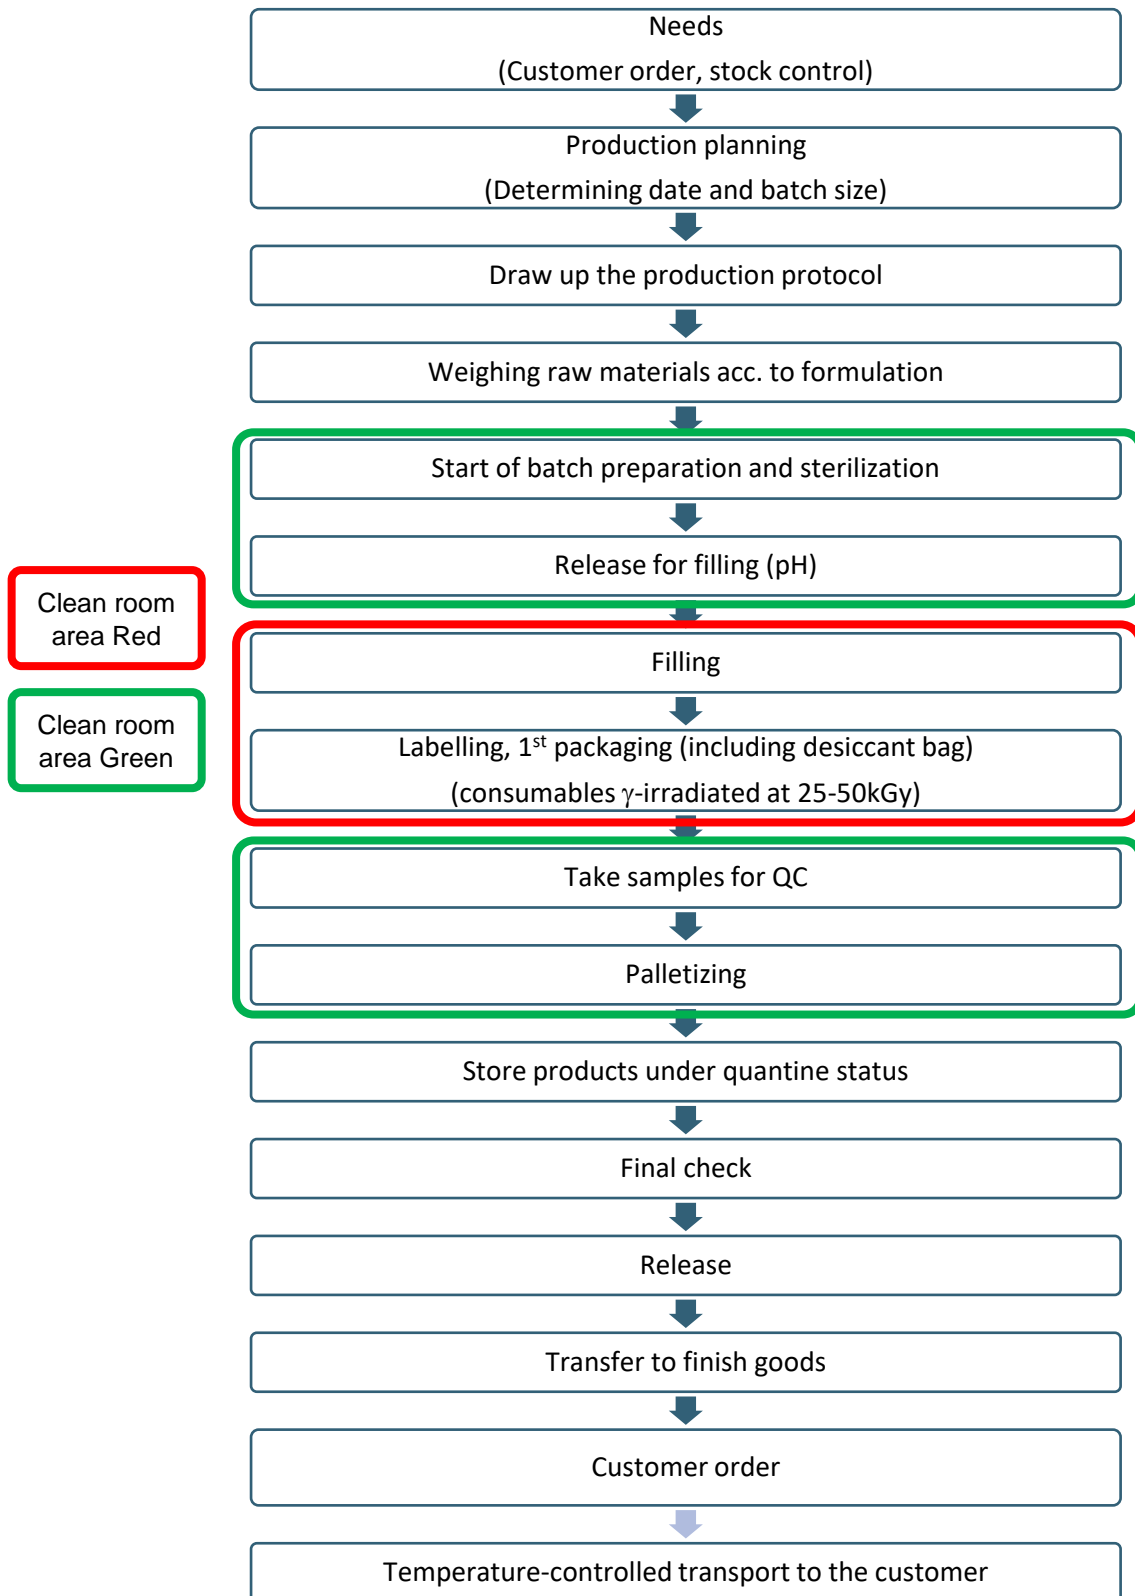 Needs
(Customer order, stock control)
Production planning
(Determining date and batch size)
Draw up the production protocol
Weighing raw materials acc. to formulation
Start of batch preparation and sterilization
Release for filling (pH)
Clean room
area Red
Filling
Clean room
area Green
Labelling, 1st packaging (including desiccant bag)
(consumables γ-irradiated at 25-50kGy)
Take samples for QC
Palletizing
Store products under quantine status
Final check
Release
Transfer to finish goods
Customer order
Temperature-controlled transport to the customer